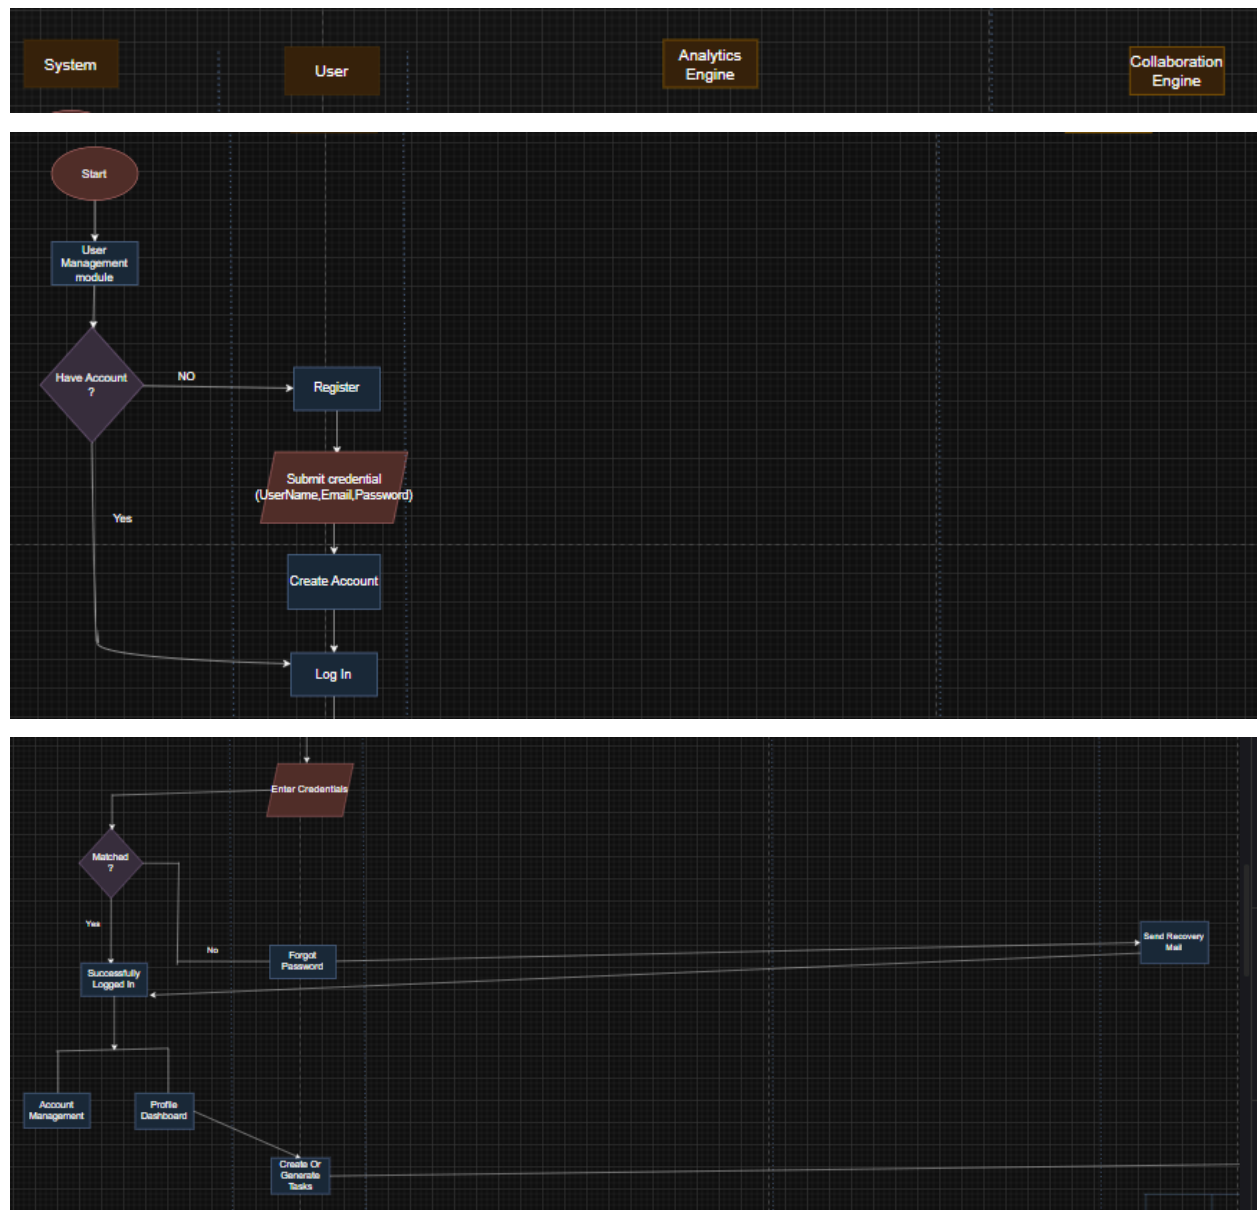 System
User
Analytics
Engine
Collaboration
Engine
Start
User
Management
module
Have Account
?
NO
Register
Submit credential
(UserName,Email,Password)
Yes
Create Account
Log In
Enter Credentials
Matched
?
Yes
No
Forgot
Password
Send Recovery
Mail
Successfully
Logged In
Account
Management
Profile
Dashboard
Create Or
Generate
Tasks